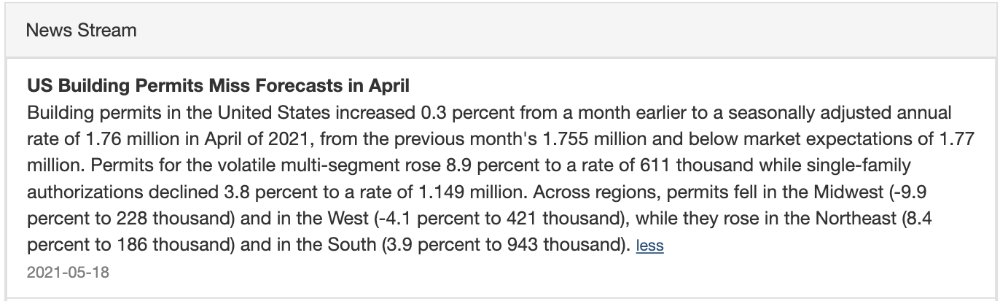 News Stream
US Building Permits Miss Forecasts in April
Building permits in the United States increased 0.3 percent from a month earlier to a seasonally adjusted annual
rate of 1.76 million in April of 2021, from the previous month's 1.755 million and below market expectations of 1.77
million. Permits for the volatile multi-segment rose 8.9 percent to a rate of 611 thousand while single-family
authorizations declined 3.8 percent to a rate of 1.149 million. Across regions, permits fell in the Midwest (-9.9
percent to 228 thousand) and in the West (-4.1 percent to 421 thousand), while they rose in the Northeast (8.4
percent to 186 thousand) and in the South (3.9 percent to 943 thousand). less
2021-05-18